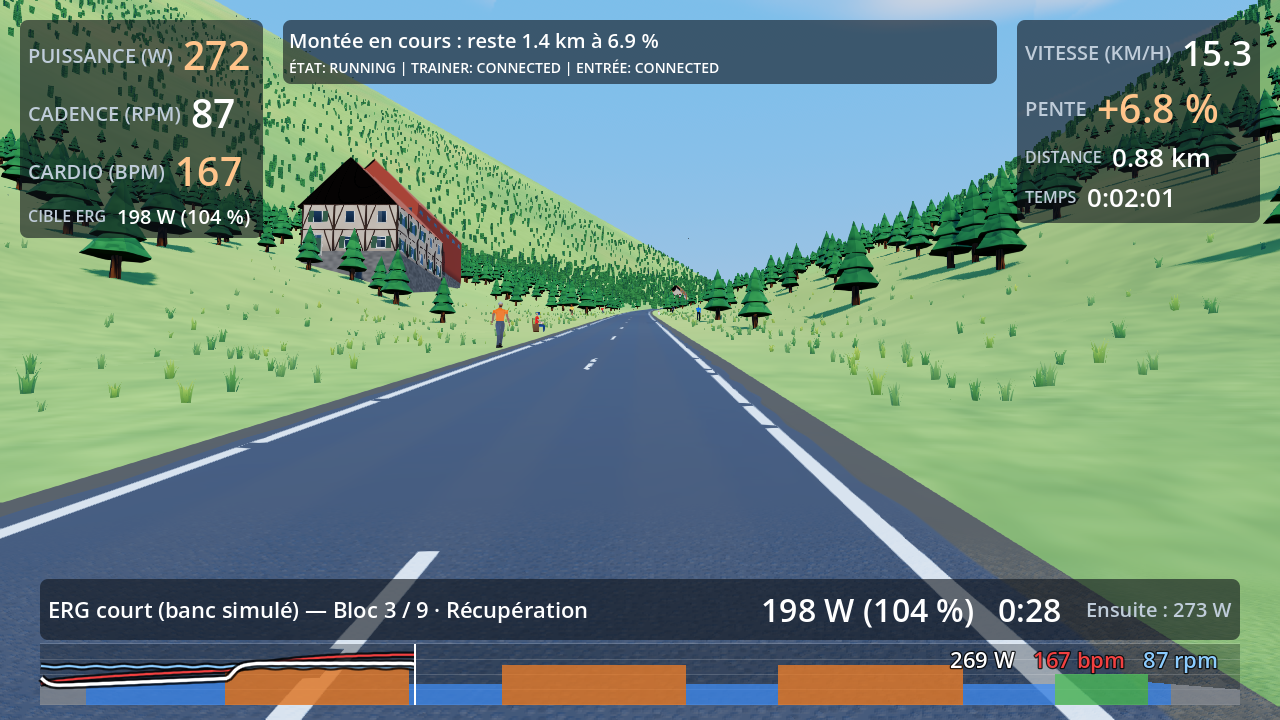 PUISSANCE (W) 272
CADENCE (RPM) 87
CARDIO (BPM) 167
CIBLE ERG 198 W (104 %)
Montée en cours : reste 1.4 km à 6.9 %
ÉTAT: RUNNING | TRAINER: CONNECTED | ENTRÉE: CONNECTED
VITESSE (KM/H) 15.3
PENTE +6.8 %
DISTANCE 0.88 km
TEMPS 0:02:01
ERG court (banc simulé) — Bloc 3 / 9 · Récupération 198 W (104 %) 0:28 Ensuite : 273 W
269 W 167 bpm 87 rpm